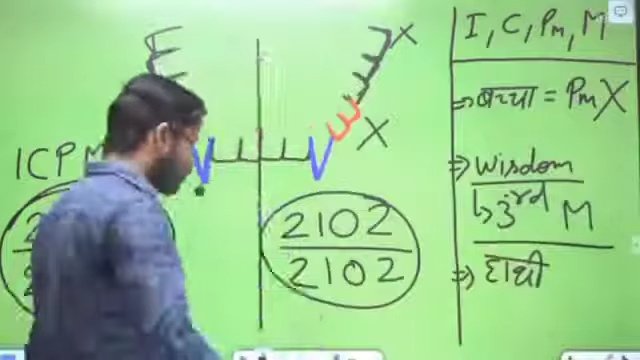 I, C, Pm, M
X
⇒ बच्चा = Pm X
X
ICPM
⇒ wisdom
↳ 3rd M
2102
2102
⇒ हाथी